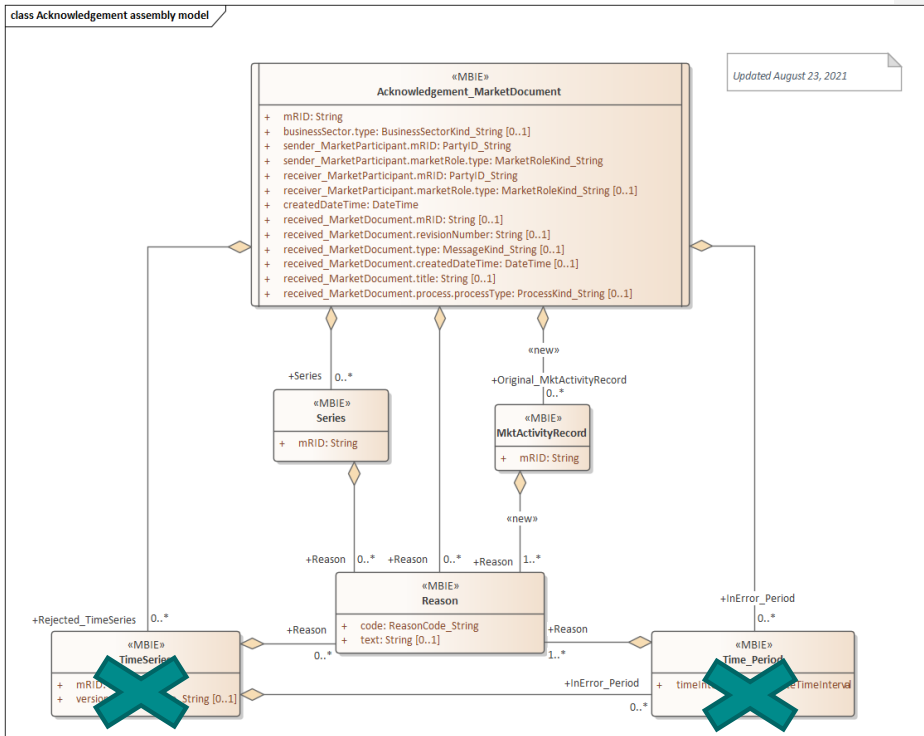 class Acknowledgement assembly model
Updated August 23, 2021
«MBIE»
Acknowledgement_MarketDocument
+ mRID: String
+ businessSector.type: BusinessSectorKind_String [0..1]
+ sender_MarketParticipant.mRID: PartyID_String
+ sender_MarketParticipant.marketRole.type: MarketRoleKind_String
+ receiver_MarketParticipant.mRID: PartyID_String
+ receiver_MarketParticipant.marketRole.type: MarketRoleKind_String [0..1]
+ createdDateTime: DateTime
+ received_MarketDocument.mRID: String [0..1]
+ received_MarketDocument.revisionNumber: String [0..1]
+ received_MarketDocument.type: MessageKind_String [0..1]
+ received_MarketDocument.createdDateTime: DateTime [0..1]
+ received_MarketDocument.title: String [0..1]
+ received_MarketDocument.process.processType: ProcessKind_String [0..1]
«new»
+Series 0..*
+Original_MktActivityRecord
0..*
«MBIE»
Series
+ mRID: String
«MBIE»
MktActivityRecord
+ mRID: String
«new»
+Reason 0..*
+Reason 0..*
+Reason 1..*
«MBIE»
Reason
+ code: ReasonCode_String
+ text: String [0..1]
+Rejected_TimeSeries 0..*
+InError_Period
0..*
+Reason
0..*
+Reason
1..*
«MBIE»
TimeSeries
+ mRID:
+ String [0..1]
«MBIE»
Time_Period
+
+InError_Period
0..*